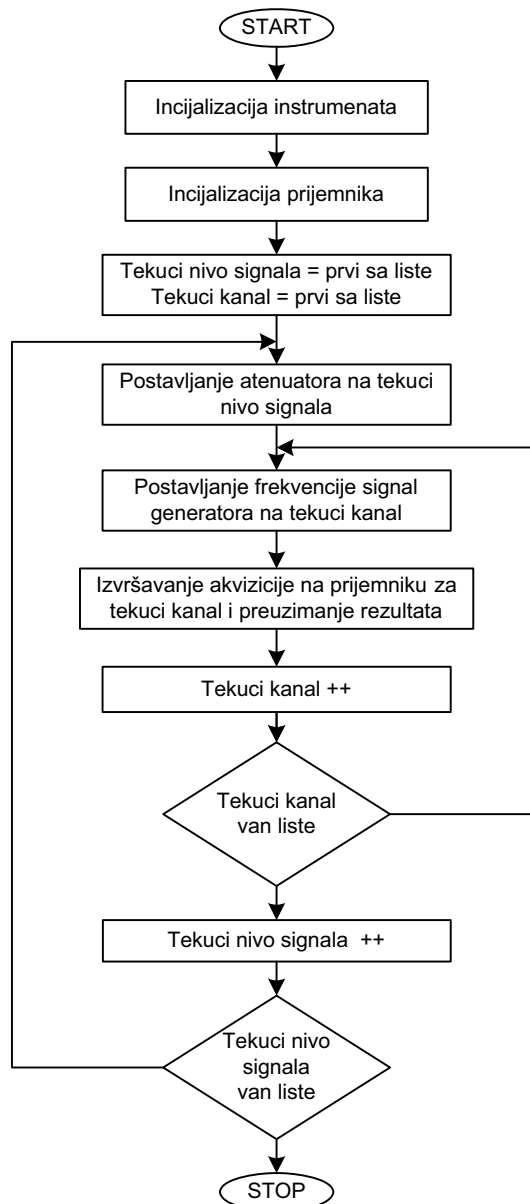 START
Incijalizacija instrumenata
Incijalizacija prijemnika
Tekuci nivo signala = prvi sa liste
Tekuci kanal = prvi sa liste
Postavljanje atenuatora na tekuci
nivo signala
Postavljanje frekvencije signal
generatora na tekuci kanal
Izvršavanje akvizicije na prijemniku za
tekuci kanal i preuzimanje rezultata
Tekuci kanal ++
Tekuci kanal
van liste
Tekuci nivo signala ++
Tekuci nivo
signala
van liste
STOP